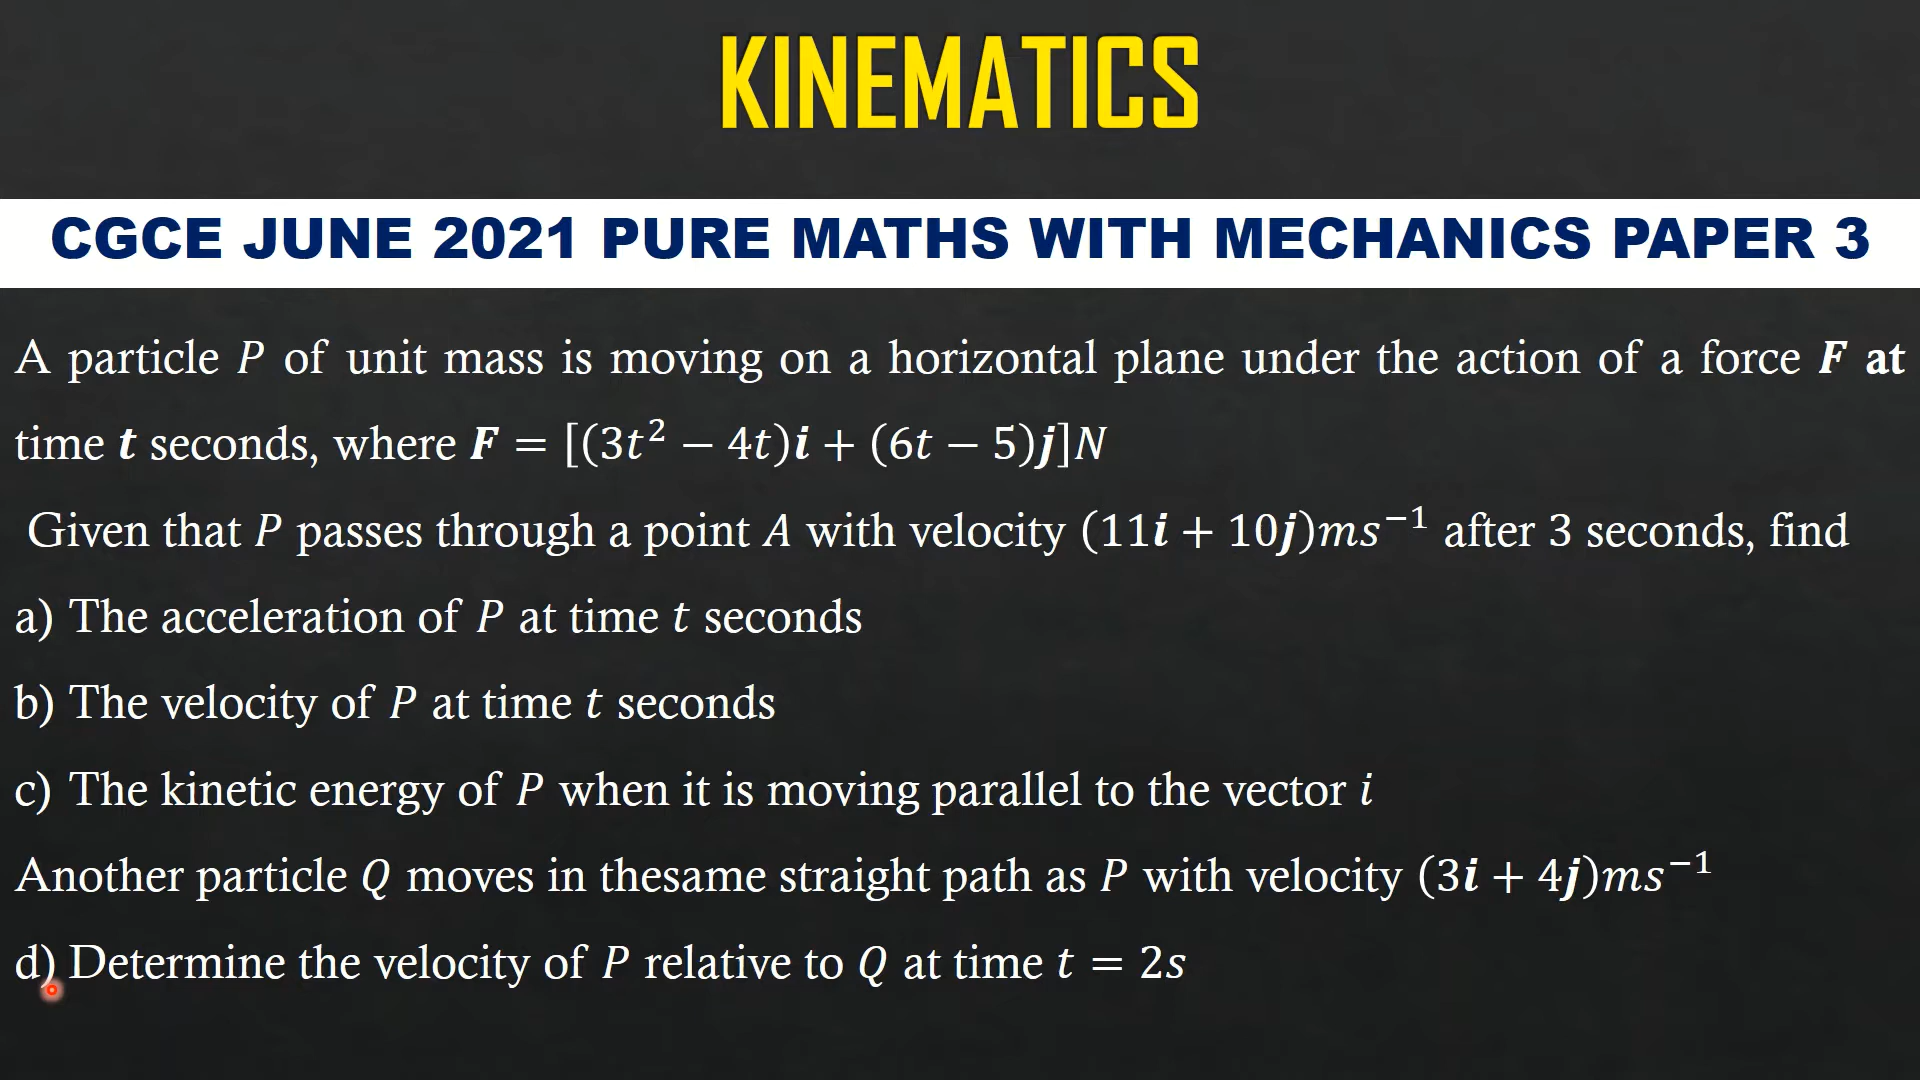 KINEMATICS
CGCE JUNE 2021 PURE MATHS WITH MECHANICS PAPER 3
A particle P of unit mass is moving on a horizontal plane under the action of a force F at
time t seconds, where F = [(3t² − 4t)i + (6t − 5)j]N
Given that P passes through a point A with velocity (11i + 10j)ms⁻¹ after 3 seconds, find
a) The acceleration of P at time t seconds
b) The velocity of P at time t seconds
c) The kinetic energy of P when it is moving parallel to the vector i
Another particle Q moves in thesame straight path as P with velocity (3i + 4j)ms⁻¹
d) Determine the velocity of P relative to Q at time t = 2s